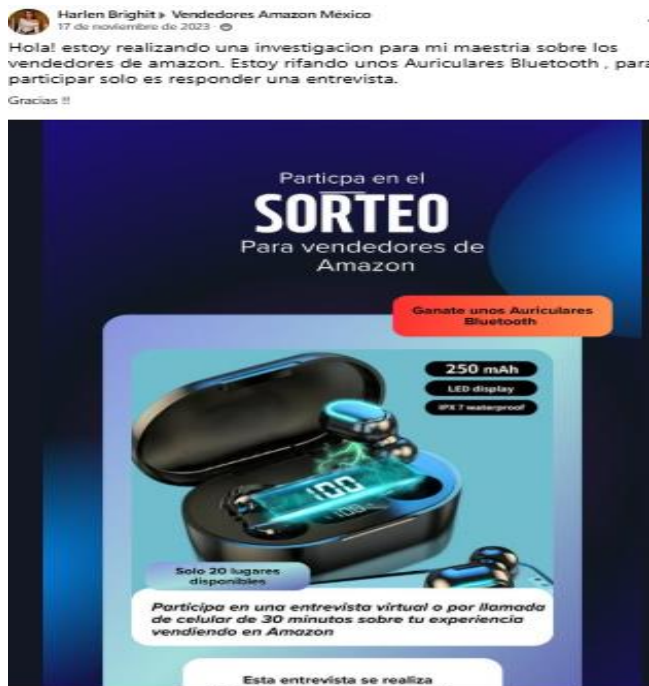 Harlen Brighit ▸ Vendedores Amazon México
17 de noviembre de 2023 ·
Hola! estoy realizando una investigacion para mi maestria sobre los
vendedores de amazon. Estoy rifando unos Auriculares Bluetooth , para
participar solo es responder una entrevista.
Gracias !!
Particpa en el
SORTEO
Para vendedores de
Amazon
Ganate unos Auriculares
Bluetooth
250 mAh
LED display
IPX 7 waterproof
100
100
Solo 20 lugares
disponibles
Participa en una entrevista virtual o por llamada
de celular de 30 minutos sobre tu experiencia
vendiendo en Amazon
Esta entrevista se realiza